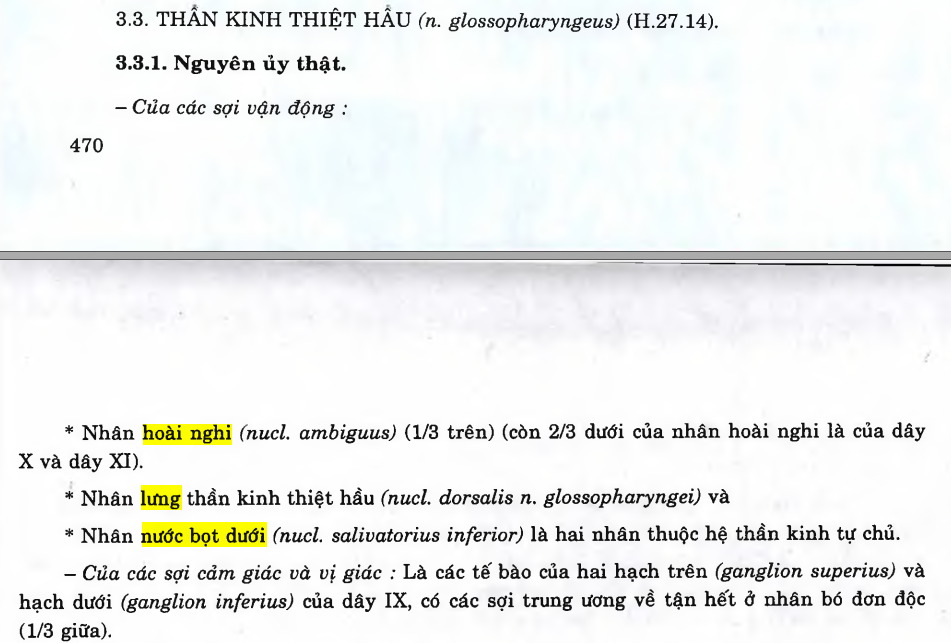 3.3. THẦN KINH THIỆT HẦU (n. glossopharyngeus) (H.27.14).
3.3.1. Nguyên ủy thật.
– Của các sợi vận động :
470
* Nhân hoài nghi (nucl. ambiguus) (1/3 trên) (còn 2/3 dưới của nhân hoài nghi là của dây
X và dây XI).
* Nhân lưng thần kinh thiệt hầu (nucl. dorsalis n. glossopharyngei) và
* Nhân nước bọt dưới (nucl. salivatorius inferior) là hai nhân thuộc hệ thần kinh tự chủ.
– Của các sợi cảm giác và vị giác : Là các tế bào của hai hạch trên (ganglion superius) và
hạch dưới (ganglion inferius) của dây IX, có các sợi trung ương về tận hết ở nhân bó đơn độc
(1/3 giữa).